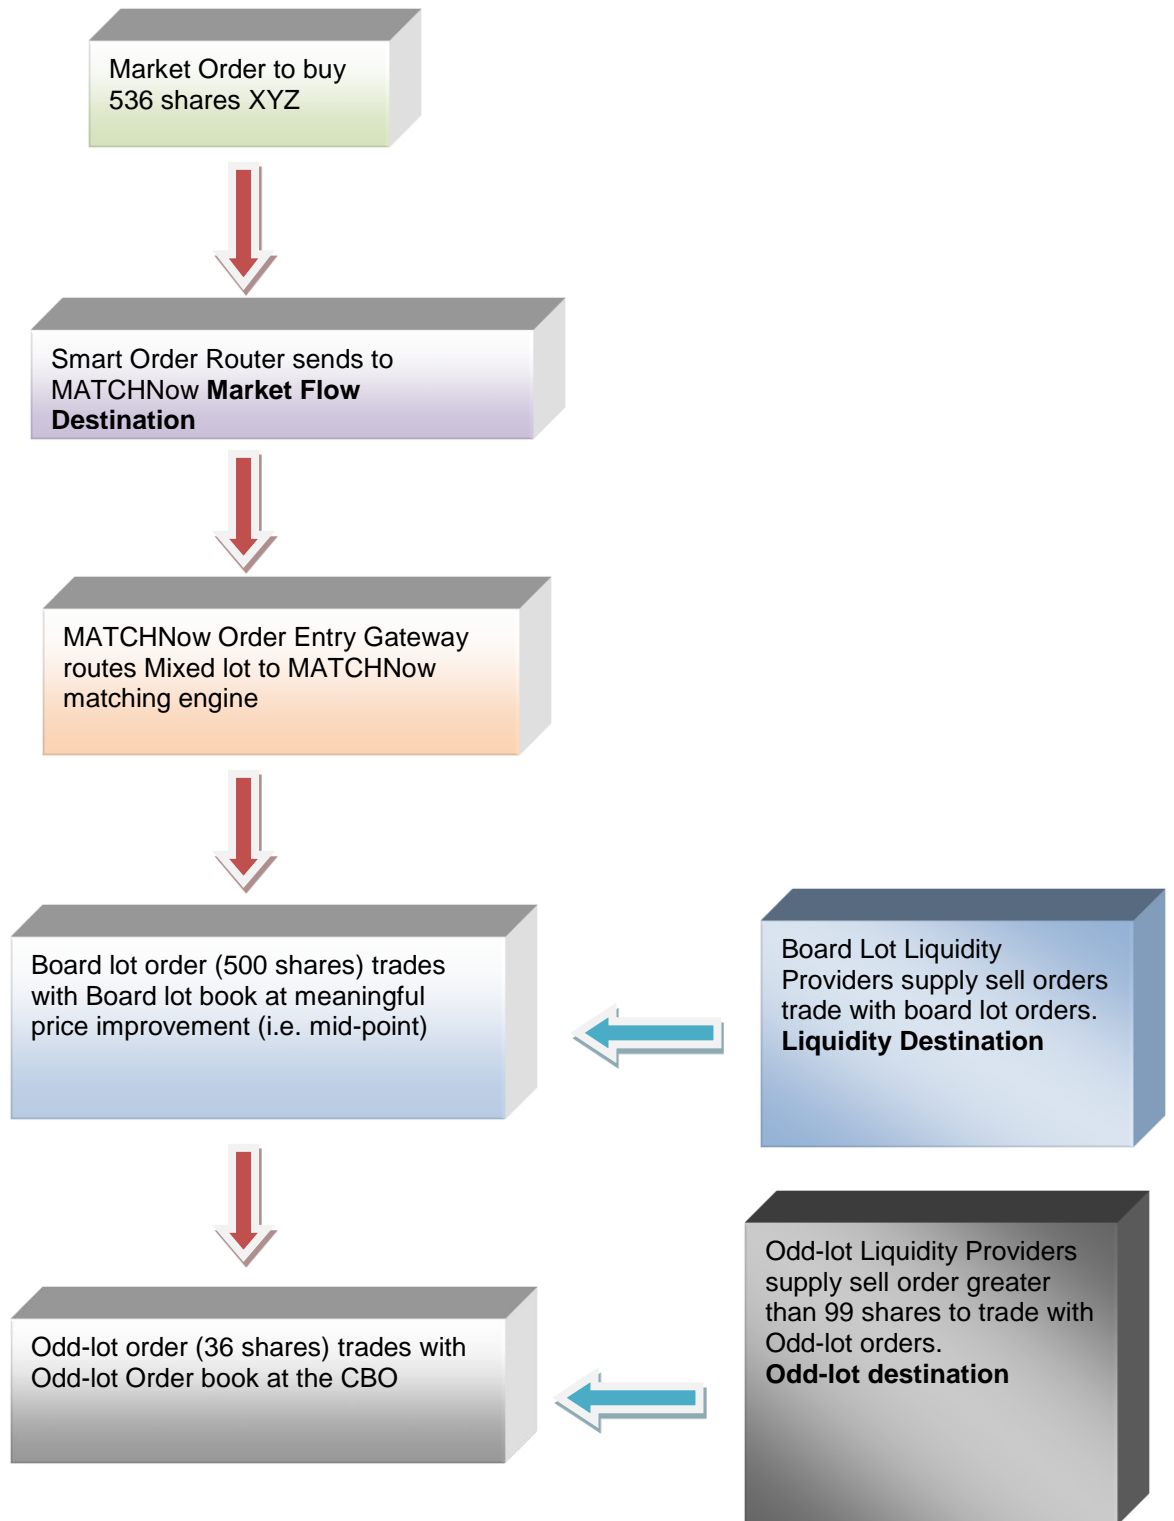 Market Order to buy
536 shares XYZ
Smart Order Router sends to
MATCHNow Market Flow
Destination
MATCHNow Order Entry Gateway
routes Mixed lot to MATCHNow
matching engine
Board lot order (500 shares) trades
with Board lot book at meaningful
price improvement (i.e. mid-point)
Board Lot Liquidity
Providers supply sell orders
trade with board lot orders.
Liquidity Destination
Odd-lot order (36 shares) trades with
Odd-lot Order book at the CBO
Odd-lot Liquidity Providers
supply sell order greater
than 99 shares to trade with
Odd-lot orders.
Odd-lot destination